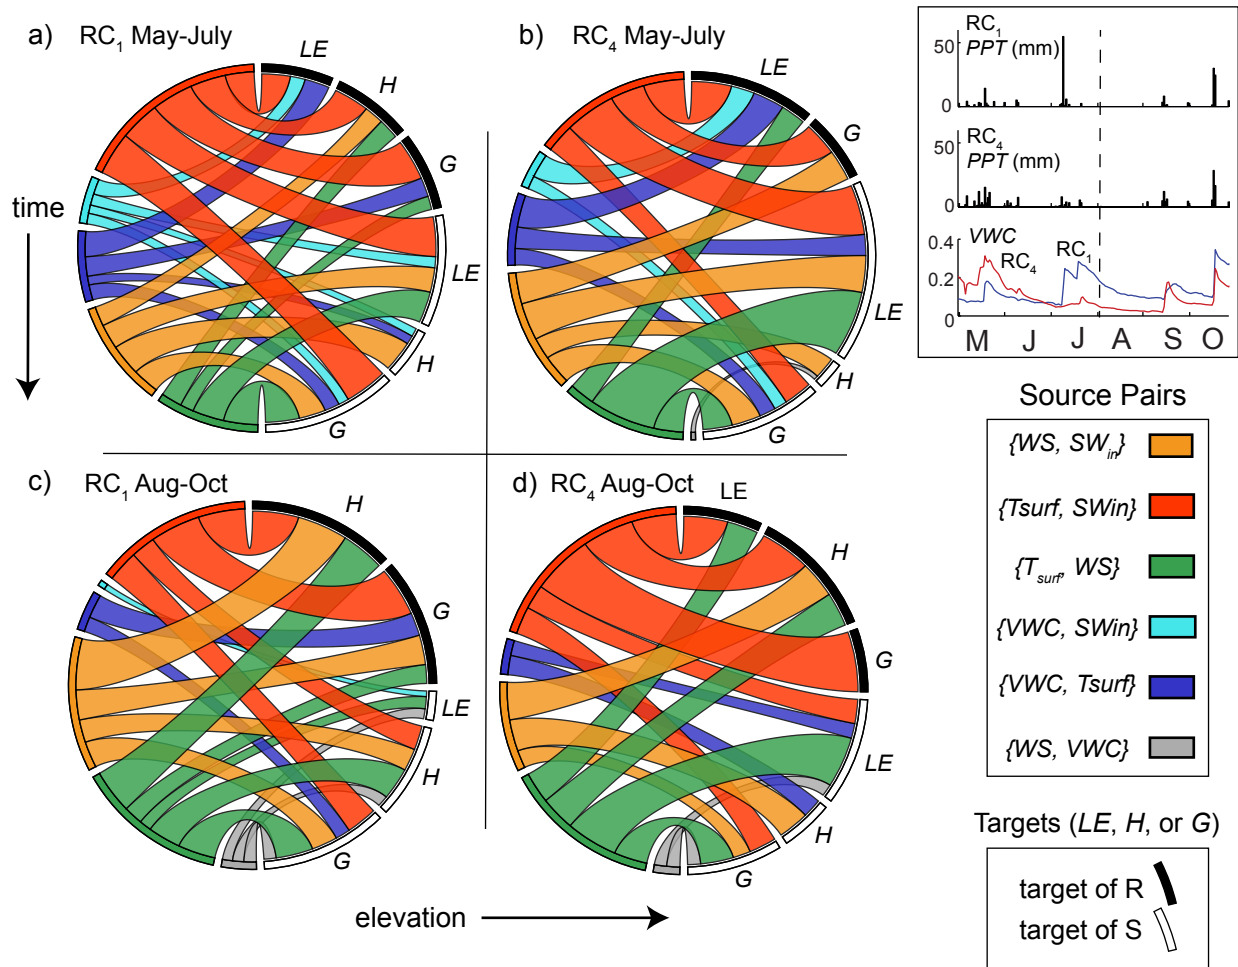 a) RC1 May-July
LE
H
G
LE
H
G
b) RC4 May-July
LE
G
LE
H
G
time
c) RC1 Aug-Oct
H
G
LE
H
G
d) RC4 Aug-Oct
LE
H
G
LE
H
G
elevation
RC1
PPT (mm)
50
0
RC4
PPT (mm)
50
0
VWC
RC4
RC1
0.4
0.2
0
M J J A S O
Source Pairs
{WS, SWin}
{Tsurf, SWin}
{Tsurf, WS}
{VWC, SWin}
{VWC, Tsurf}
{WS, VWC}
Targets (LE, H, or G)
target of R
target of S